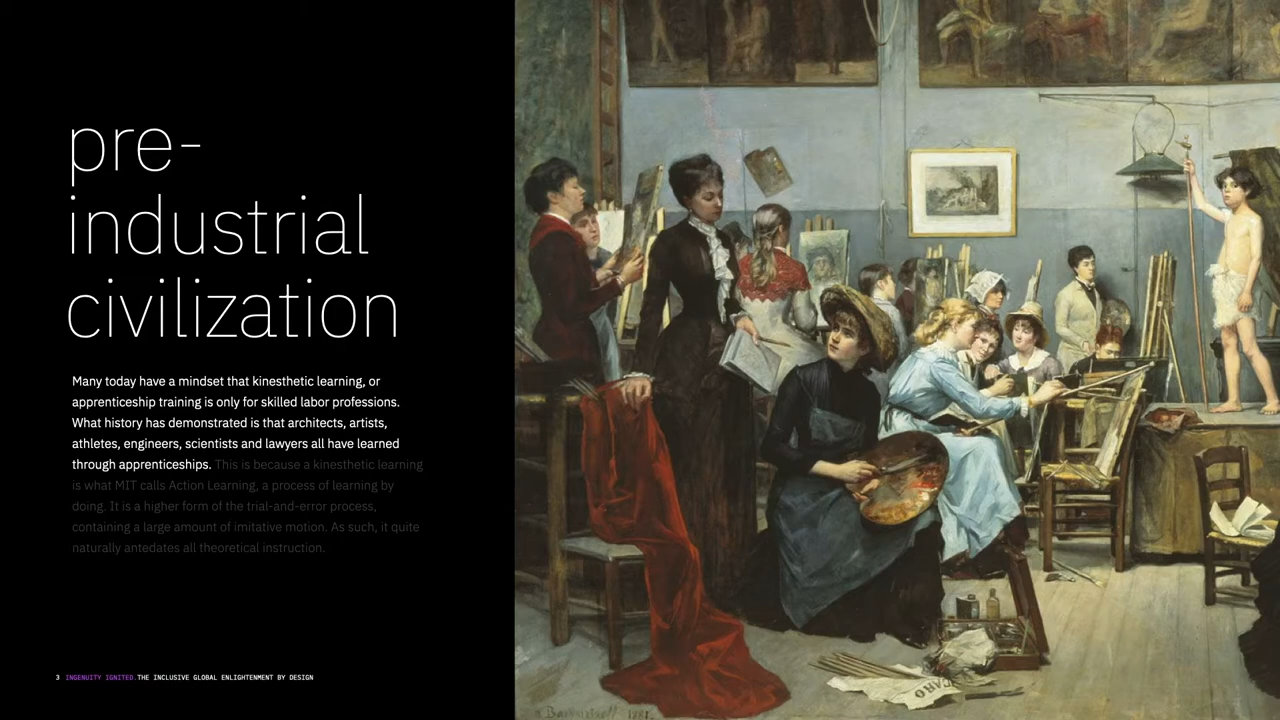 pre-
industrial
civilization
Many today have a mindset that kinesthetic learning, or
apprenticeship training is only for skilled labor professions.
What history has demonstrated is that architects, artists,
athletes, engineers, scientists and lawyers all have learned
through apprenticeships. This is because a kinesthetic learning
is what MIT calls Action Learning, a process of learning by
doing. It is a higher form of the trial-and-error process,
containing a large amount of imitative motion. As such, it quite
naturally antedates all theoretical instruction.
3 INGENUITY IGNITED.THE INCLUSIVE GLOBAL ENLIGHTENMENT BY DESIGN